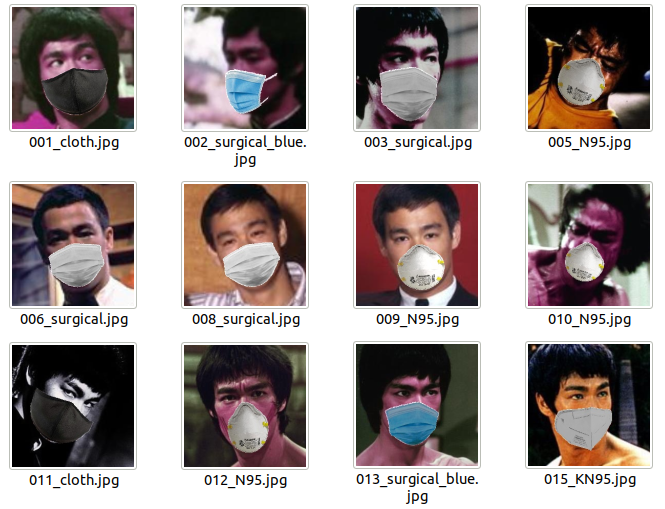 001_cloth.jpg
002_surgical_blue.
jpg
003_surgical.jpg
005_N95.jpg
006_surgical.jpg
008_surgical.jpg
009_N95.jpg
010_N95.jpg
011_cloth.jpg
012_N95.jpg
013_surgical_blue.
jpg
015_KN95.jpg